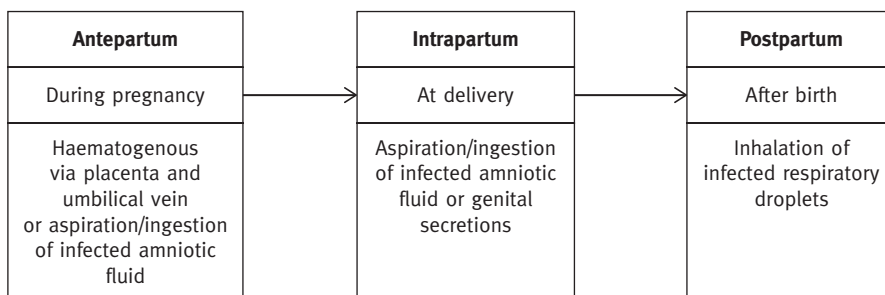 Antepartum
During pregnancy
Haematogenous
via placenta and
umbilical vein
or aspiration/ingestion
of infected amniotic
fluid
Intrapartum
At delivery
Aspiration/ingestion
of infected amniotic
fluid or genital
secretions
Postpartum
After birth
Inhalation of
infected respiratory
droplets